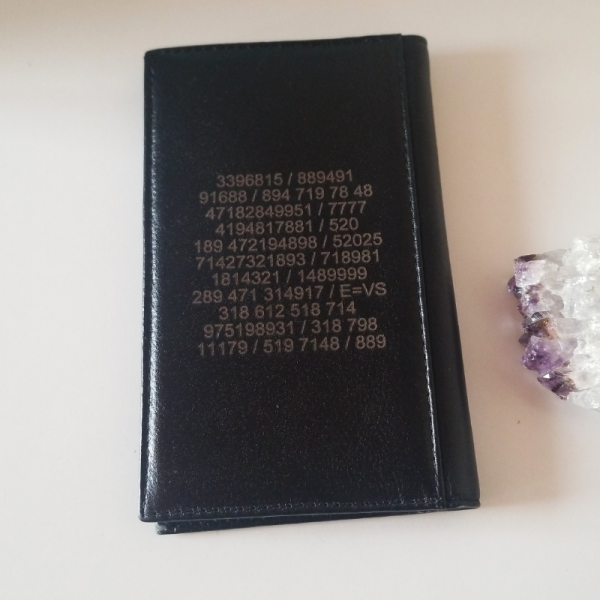 3396815 / 889491
91688 / 894 719 78 48
47182849951 / 7777
4194817881 / 520
189 472194898 / 52025
71427321893 / 718981
1814321 / 1489999
289 471 314917 / E=VS
318 612 518 714
975198931 / 318 798
11179 / 519 7148 / 889